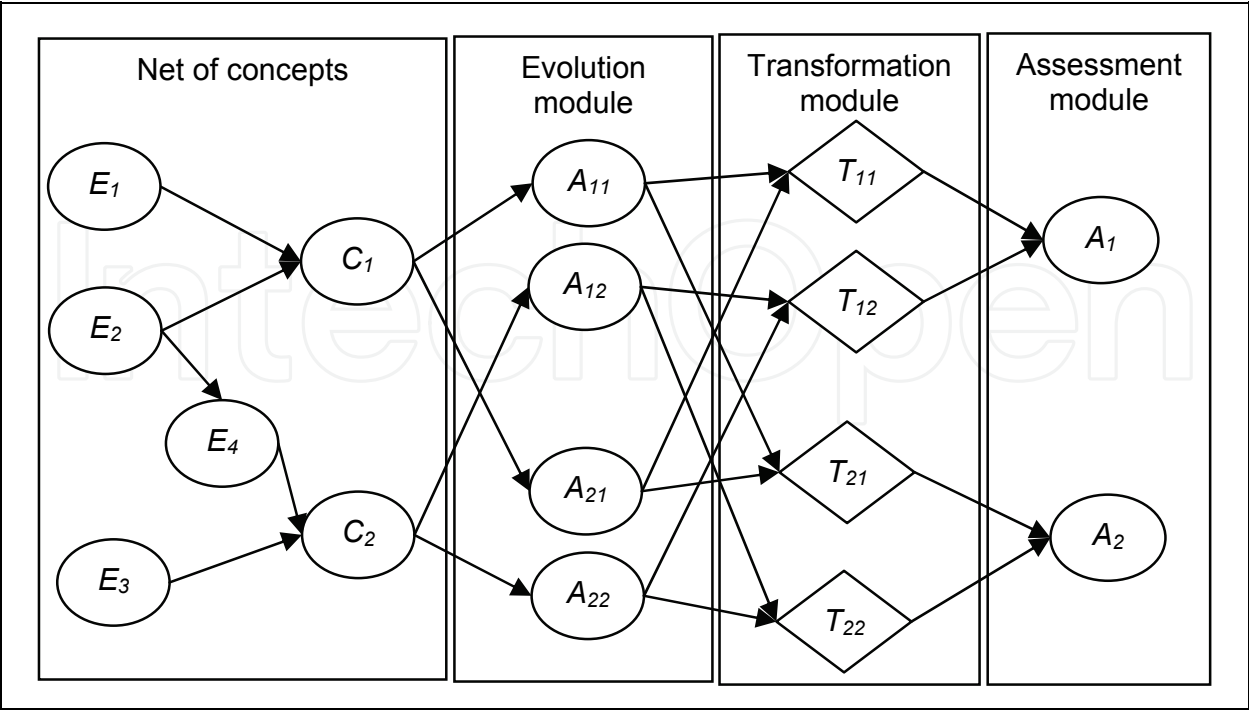 Net of concepts
Evolution
module
Transformation
module
Assessment
module
E1
E2
E4
E3
C1
C2
A11
A12
A21
A22
T11
T12
T21
T22
A1
A2
IntechOpen